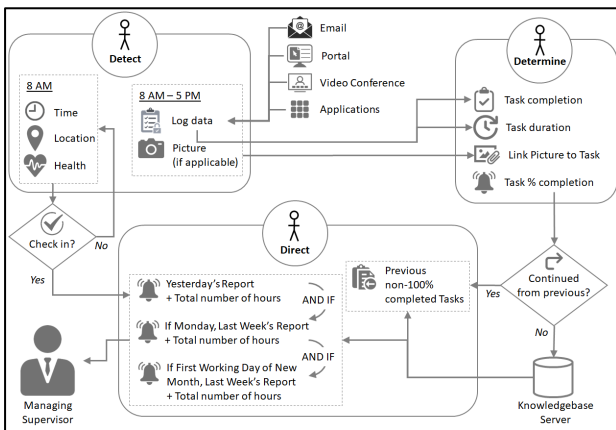 Detect
8 AM
Time
Location
Health
8 AM – 5 PM
Log data
Picture
(if applicable)
Email
Portal
Video Conference
Applications
Determine
Task completion
Task duration
Link Picture to Task
Task % completion
Check in?
No
Yes
Direct
Yesterday's Report
+ Total number of hours
AND IF
If Monday, Last Week's Report
+ Total number of hours
AND IF
If First Working Day of New
Month, Last Week's Report
+ Total number of hours
Previous
non-100%
completed Tasks
Continued
from previous?
Yes
No
Managing
Supervisor
Knowledgebase
Server